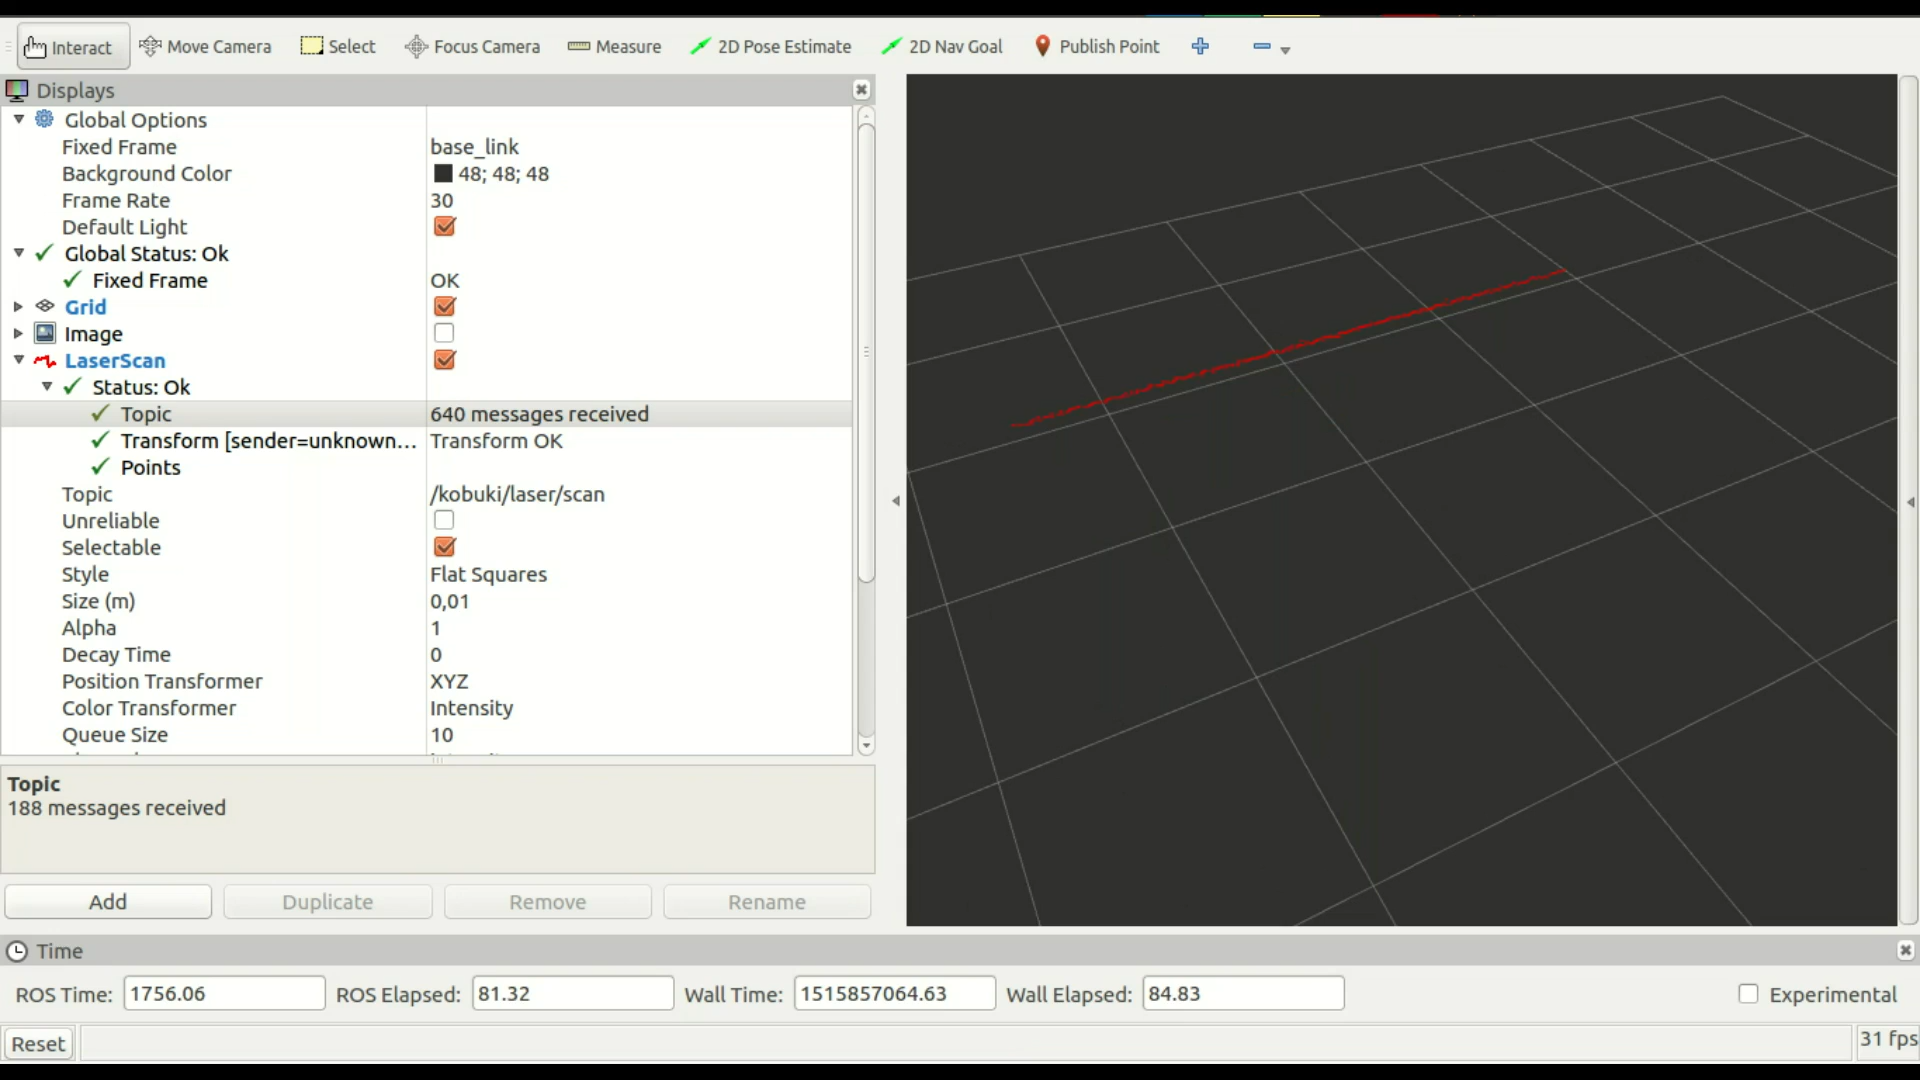 Interact Move Camera Select Focus Camera Measure 2D Pose Estimate 2D Nav Goal Publish Point
Displays
Global Options
Fixed Frame base_link
Background Color 48; 48; 48
Frame Rate 30
Default Light
Global Status: Ok
Fixed Frame OK
Grid
Image
LaserScan
Status: Ok
Topic 640 messages received
Transform [sender=unknown... Transform OK
Points
Topic /kobuki/laser/scan
Unreliable
Selectable
Style Flat Squares
Size (m) 0,01
Alpha 1
Decay Time 0
Position Transformer XYZ
Color Transformer Intensity
Queue Size 10
Topic
188 messages received
Add Duplicate Remove Rename
Time
ROS Time: 1756.06 ROS Elapsed: 81.32 Wall Time: 1515857064.63 Wall Elapsed: 84.83 Experimental
Reset 31 fps